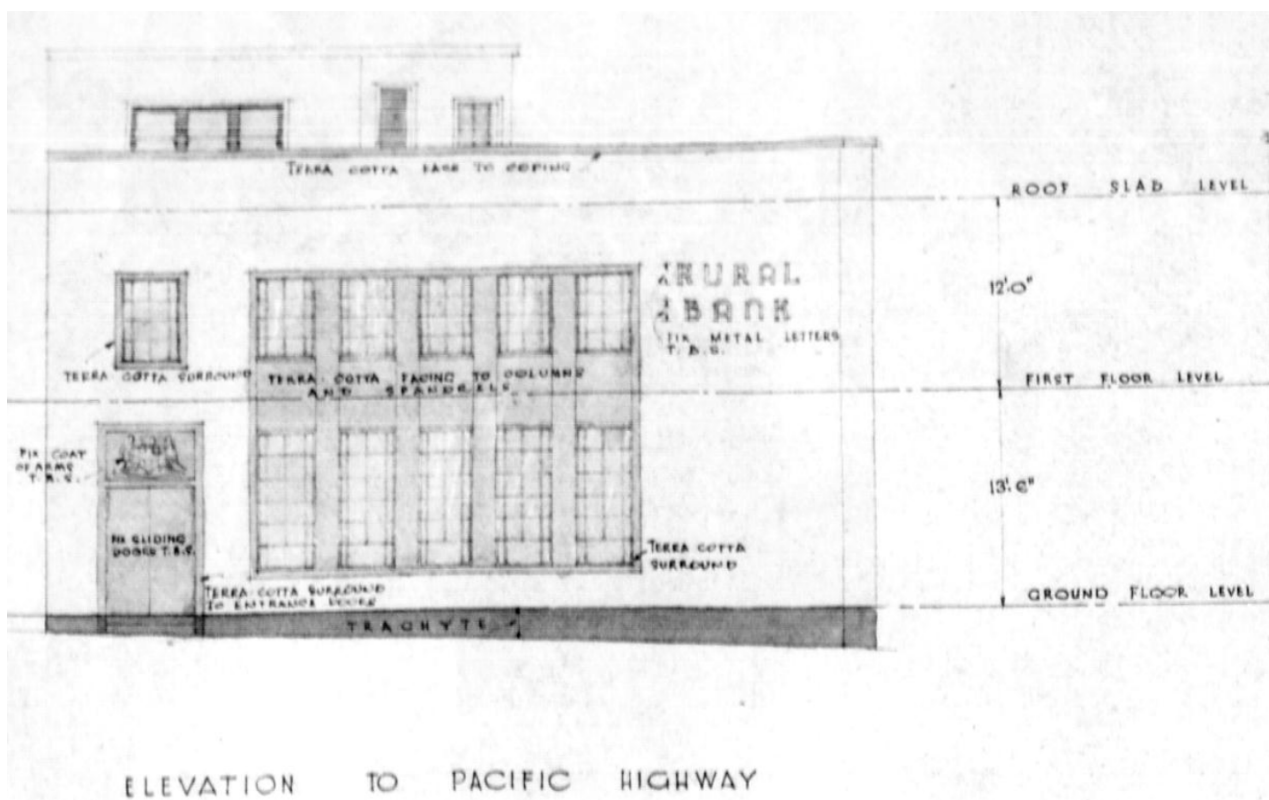 TERRA COTTA FACE TO COPING
ROOF SLAB LEVEL
RURAL
BANK
12'.0"
FIX METAL LETTERS
T.B.S.
TERRA COTTA SURROUND
TERRA COTTA FACING TO COLUMNS
AND SPANDRELS
FIRST FLOOR LEVEL
FIX COAT
OF ARMS
T.B.S.
13'.6"
FIX SLIDING
DOORS T.B.S.
TERRA COTTA
SURROUND
TERRA COTTA SURROUND
TO ENTRANCE DOORS
GROUND FLOOR LEVEL
TRACHYTE
ELEVATION TO PACIFIC HIGHWAY